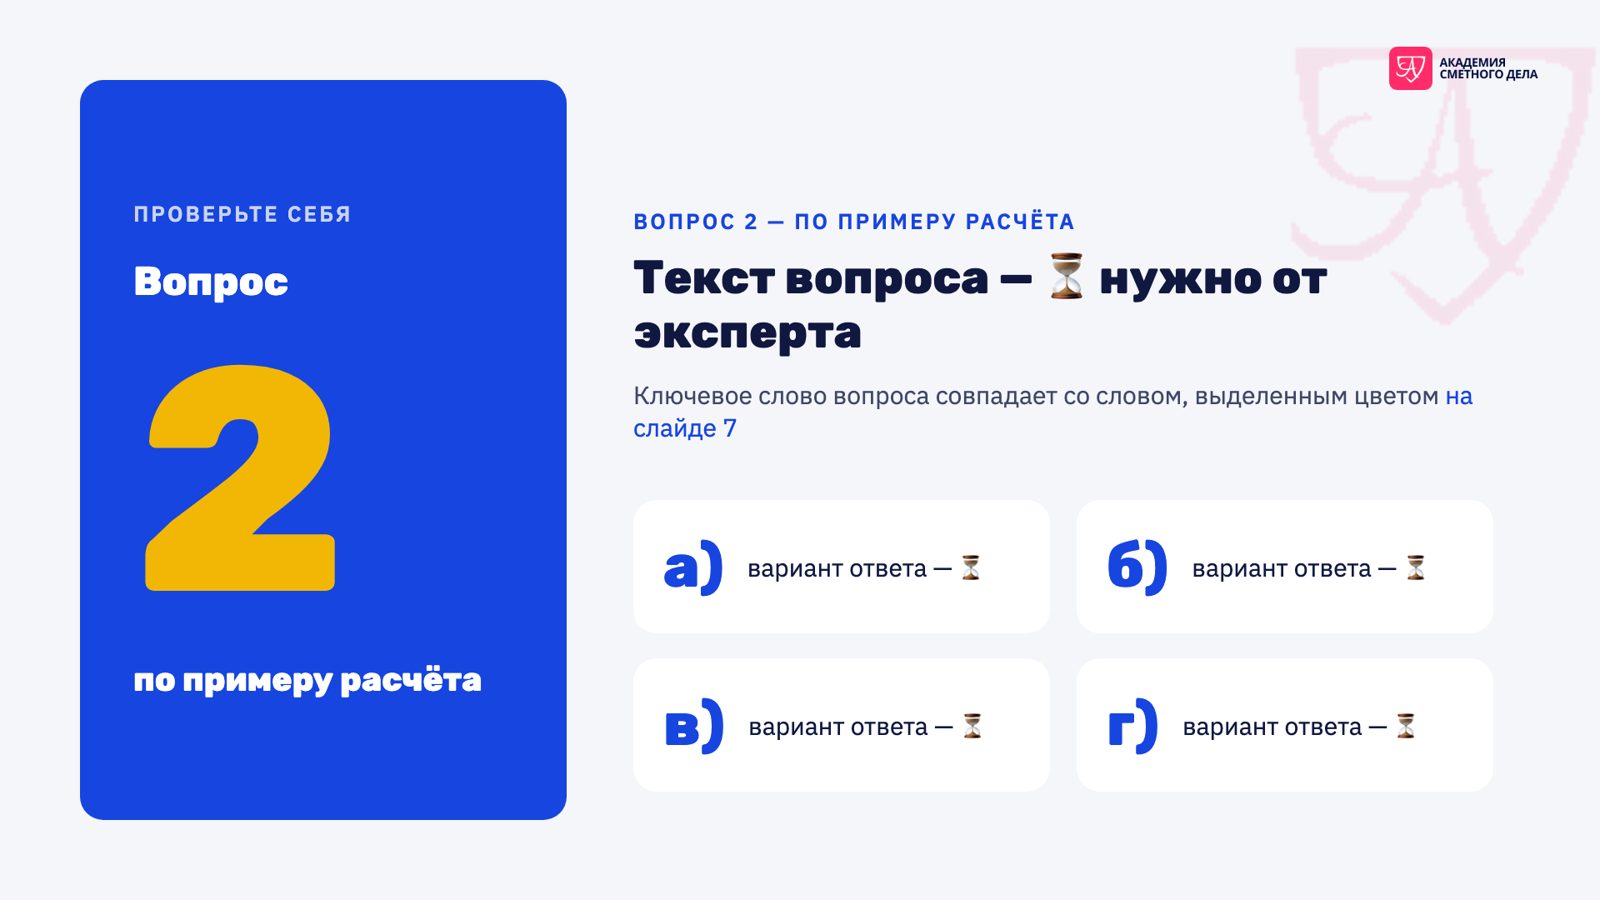 АКАДЕМИЯ
СМЕТНОГО ДЕЛА
ПРОВЕРЬТЕ СЕБЯ
Вопрос
2
по примеру расчёта
ВОПРОС 2 — ПО ПРИМЕРУ РАСЧЁТА
Текст вопроса — ⏳ нужно от
эксперта
Ключевое слово вопроса совпадает со словом, выделенным цветом на
слайде 7
а) вариант ответа — ⏳
б) вариант ответа — ⏳
в) вариант ответа — ⏳
г) вариант ответа — ⏳